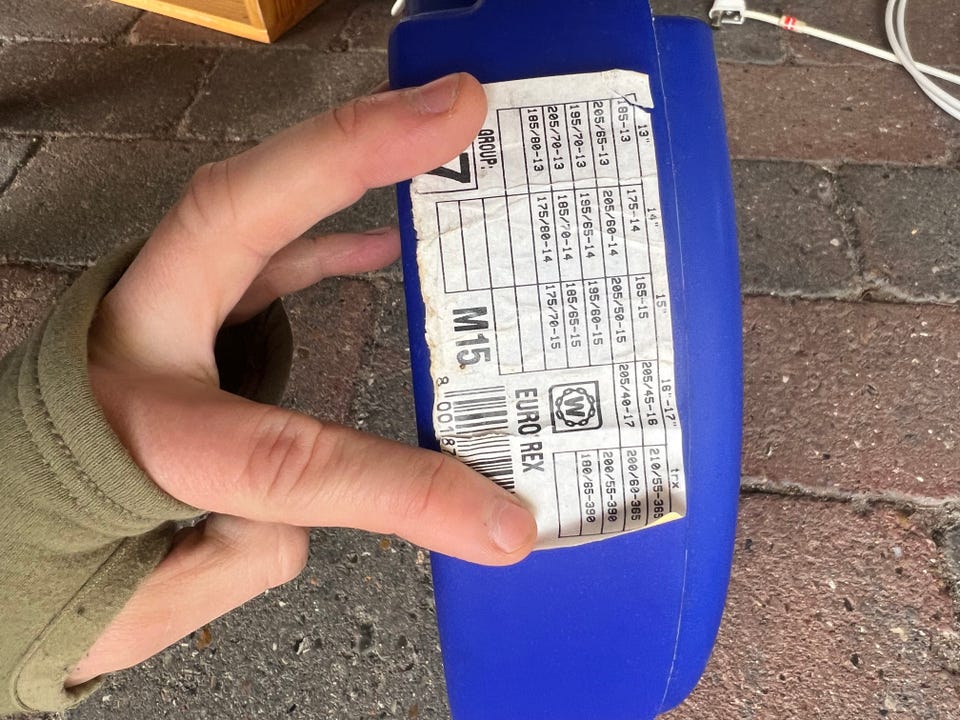 13" 14" 15" 16"-17" trx
185-13 175-14 165-15 205/45-16 210/55-365
205/65-13 205/60-14 205/50-15 205/40-17 200/60-365
195/70-13 195/65-14 195/60-15 200/55-390
205/70-13 185/70-14 185/65-15 180/65-390
185/80-13 175/80-14 175/70-15
W
EURO REX
GROUP:
7
M15
8 00187